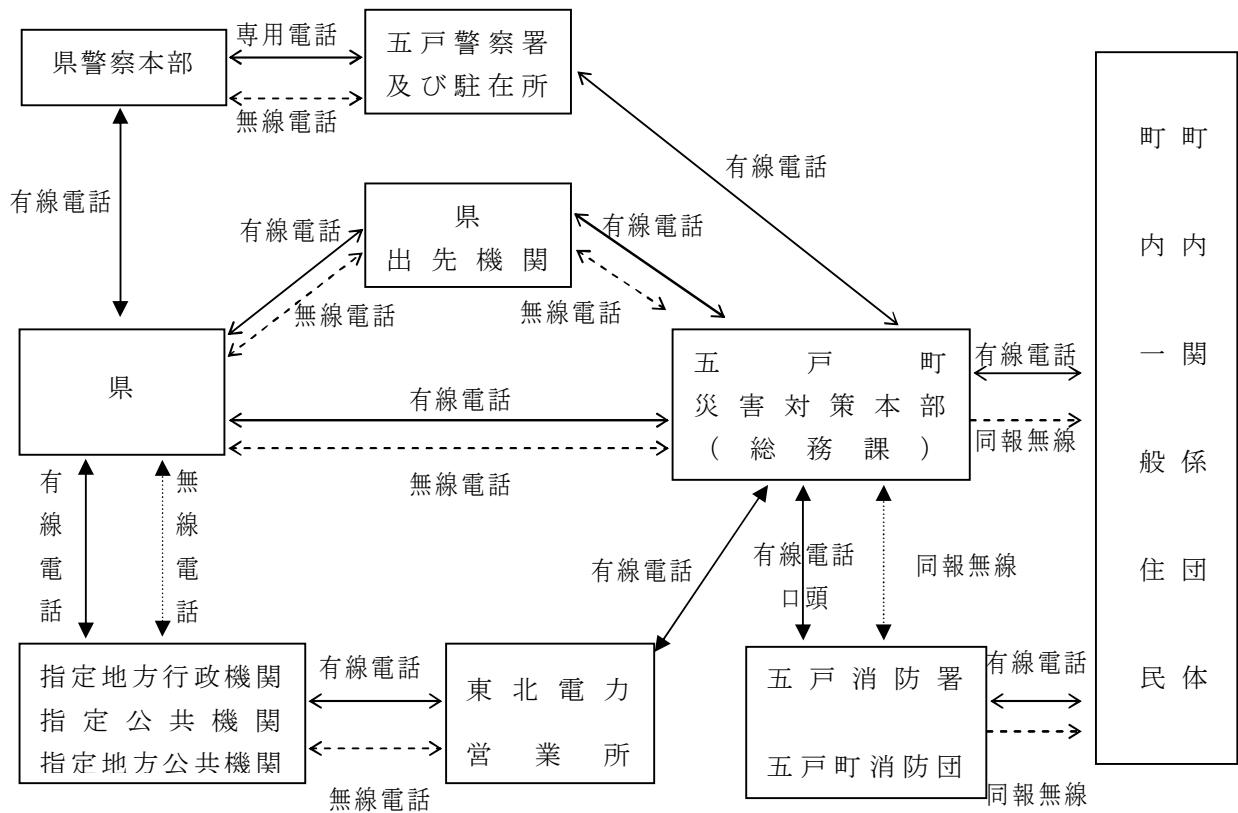 専用電話
県警察本部
五戸警察署
及び駐在所
無線電話
有線電話
有線電話
県
出先機関
有線電話
有線電話
無線電話
無線電話
県
有線電話
無線電話
五戸町
災害対策本部
(総務課)
有線電話
同報無線
町内関係団体
町内一般住民
有線電話
無線電話
有線電話
有線電話
口頭
同報無線
指定地方行政機関
指定公共機関
指定地方公共機関
有線電話
無線電話
東北電力
営業所
五戸消防署
五戸町消防団
有線電話
同報無線